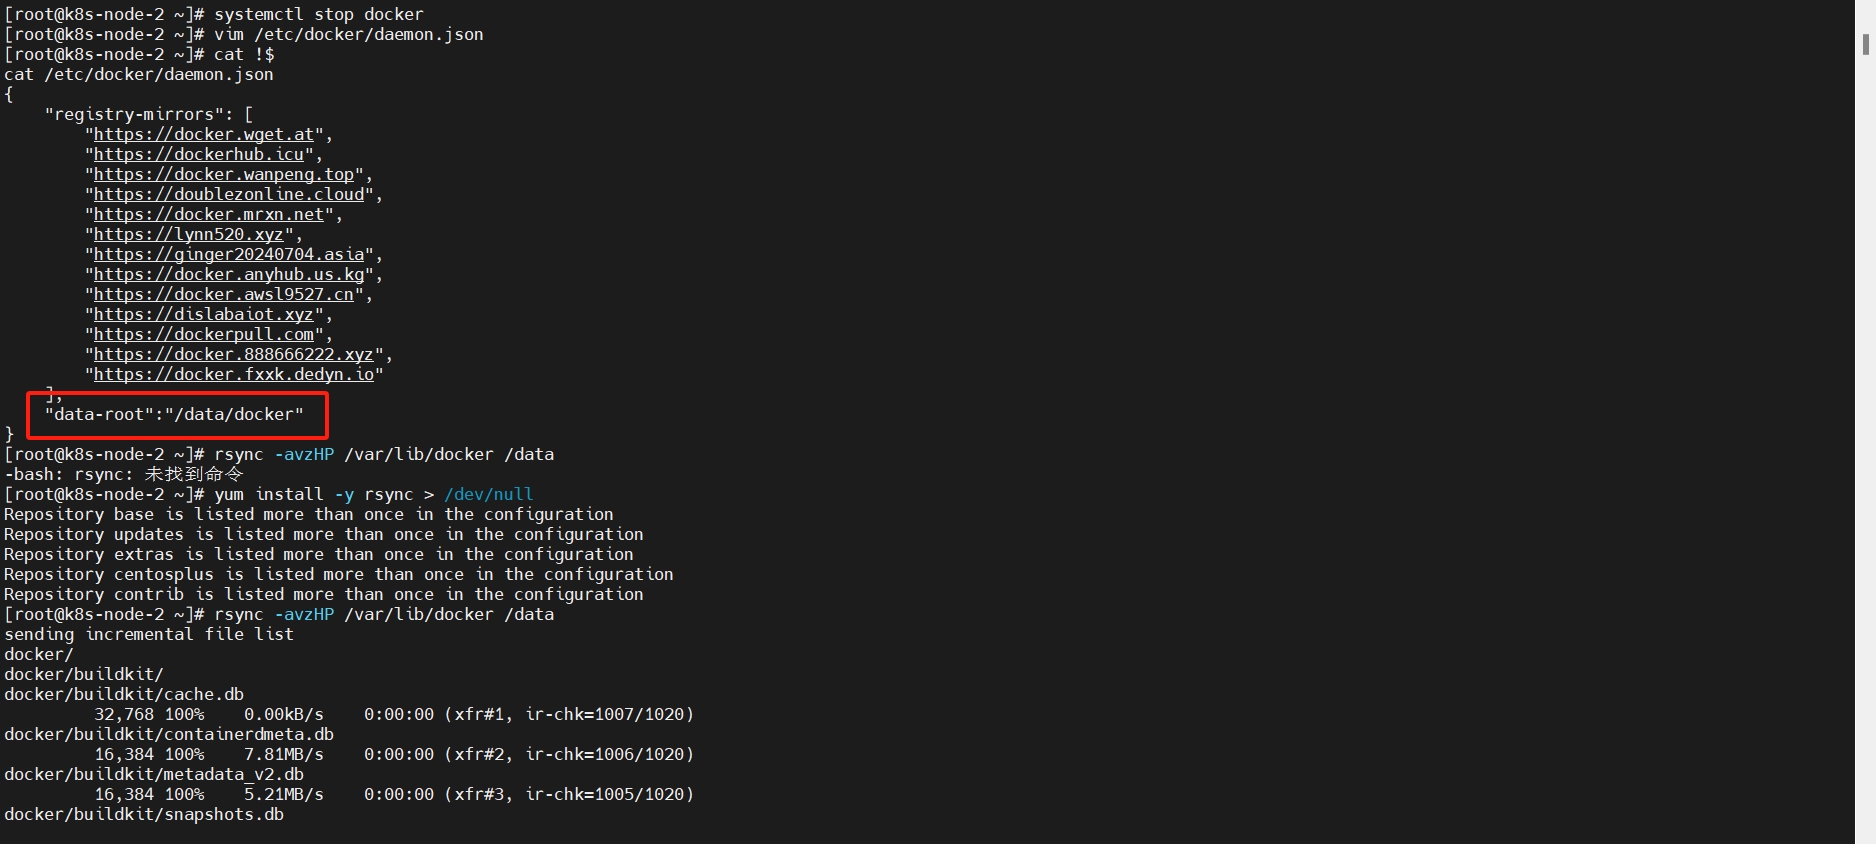 [root@k8s-node-2 ~]# systemctl stop docker
[root@k8s-node-2 ~]# vim /etc/docker/daemon.json
[root@k8s-node-2 ~]# cat !$
cat /etc/docker/daemon.json
{
    "registry-mirrors": [
        "https://docker.wget.at",
        "https://dockerhub.icu",
        "https://docker.wanpeng.top",
        "https://doublezonline.cloud",
        "https://docker.mrxn.net",
        "https://lynn520.xyz",
        "https://ginger20240704.asia",
        "https://docker.anyhub.us.kg",
        "https://docker.awsl9527.cn",
        "https://dislabaiot.xyz",
        "https://dockerpull.com",
        "https://docker.888666222.xyz",
        "https://docker.fxxk.dedyn.io"
    ],
    "data-root":"/data/docker"
}
[root@k8s-node-2 ~]# rsync -avzHP /var/lib/docker /data
-bash: rsync: 未找到命令
[root@k8s-node-2 ~]# yum install -y rsync > /dev/null
Repository base is listed more than once in the configuration
Repository updates is listed more than once in the configuration
Repository extras is listed more than once in the configuration
Repository centosplus is listed more than once in the configuration
Repository contrib is listed more than once in the configuration
[root@k8s-node-2 ~]# rsync -avzHP /var/lib/docker /data
sending incremental file list
docker/
docker/buildkit/
docker/buildkit/cache.db
         32,768 100%    0.00kB/s    0:00:00 (xfr#1, ir-chk=1007/1020)
docker/buildkit/containerdmeta.db
         16,384 100%    7.81MB/s    0:00:00 (xfr#2, ir-chk=1006/1020)
docker/buildkit/metadata_v2.db
         16,384 100%    5.21MB/s    0:00:00 (xfr#3, ir-chk=1005/1020)
docker/buildkit/snapshots.db